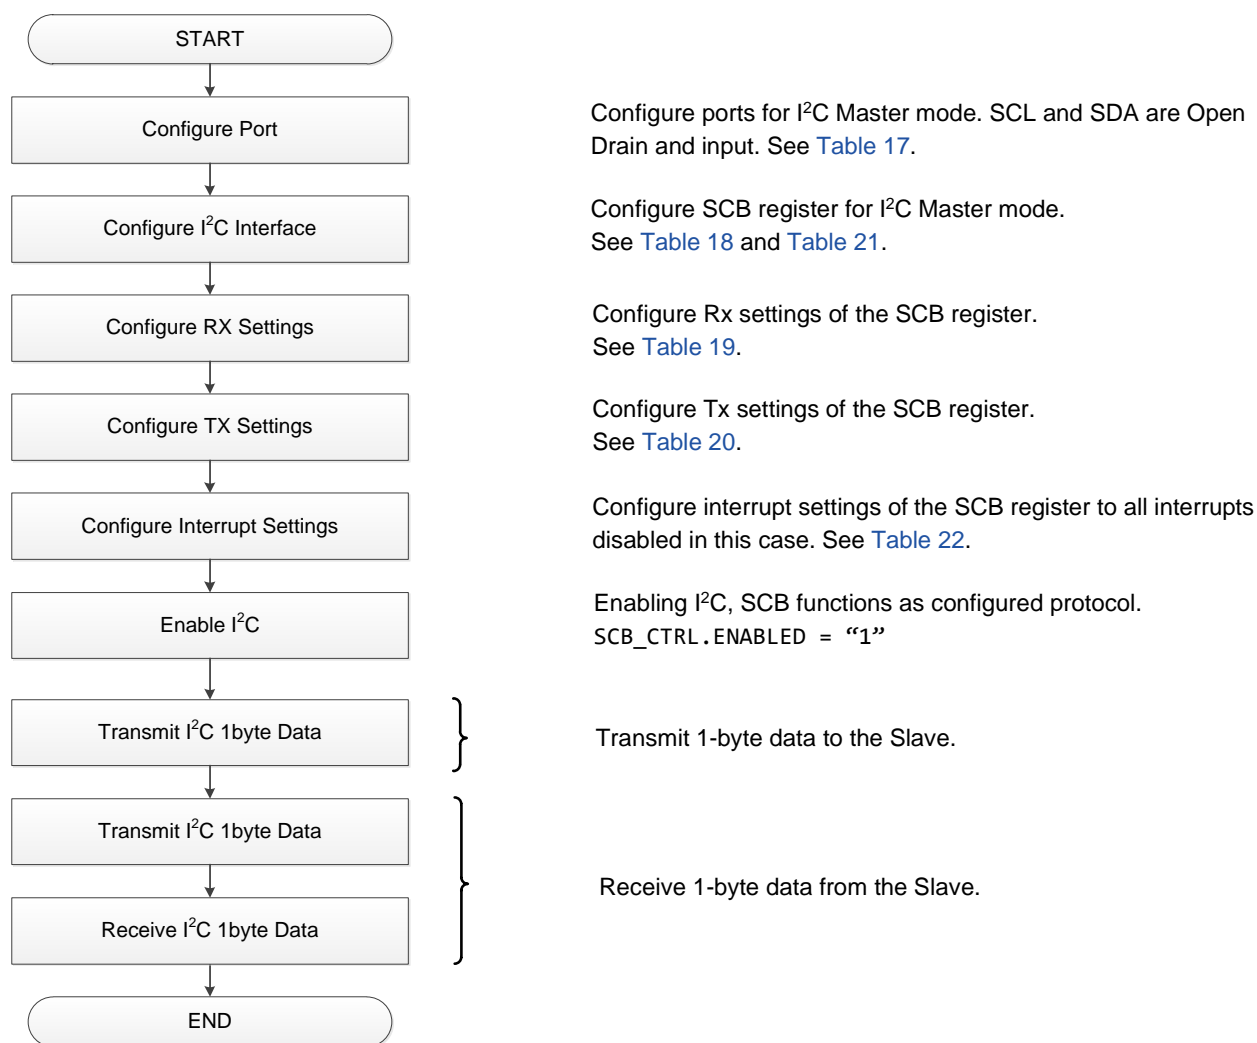 START
Configure Port
Configure ports for I²C Master mode. SCL and SDA are Open
Drain and input. See Table 17.
Configure I²C Interface
Configure SCB register for I²C Master mode.
See Table 18 and Table 21.
Configure RX Settings
Configure Rx settings of the SCB register.
See Table 19.
Configure TX Settings
Configure Tx settings of the SCB register.
See Table 20.
Configure Interrupt Settings
Configure interrupt settings of the SCB register to all interrupts
disabled in this case. See Table 22.
Enable I²C
Enabling I²C, SCB functions as configured protocol.
SCB_CTRL.ENABLED = “1”
Transmit I²C 1byte Data
Transmit 1-byte data to the Slave.
Transmit I²C 1byte Data
Receive I²C 1byte Data
Receive 1-byte data from the Slave.
END